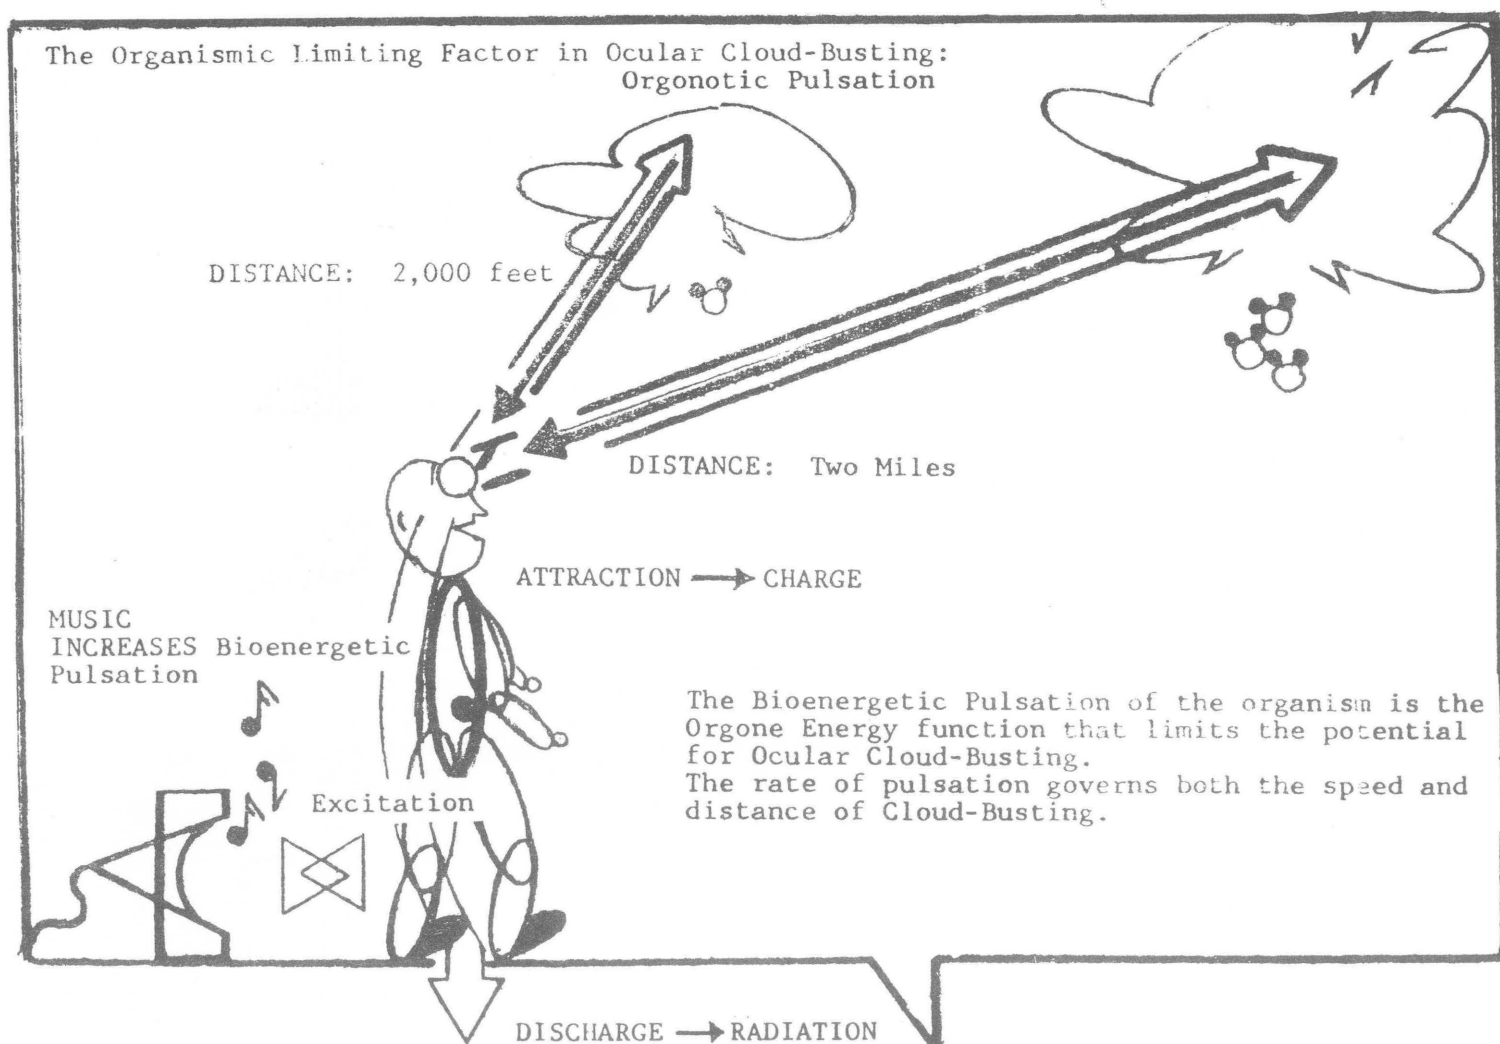 The Organismic Limiting Factor in Ocular Cloud-Busting:
Orgonotic Pulsation
DISTANCE: 2,000 feet
DISTANCE: Two Miles
ATTRACTION → CHARGE
MUSIC
INCREASES Bioenergetic
Pulsation
The Bioenergetic Pulsation of the organism is the
Orgone Energy function that limits the potential
for Ocular Cloud-Busting.
The rate of pulsation governs both the speed and
distance of Cloud-Busting.
Excitation
DISCHARGE → RADIATION